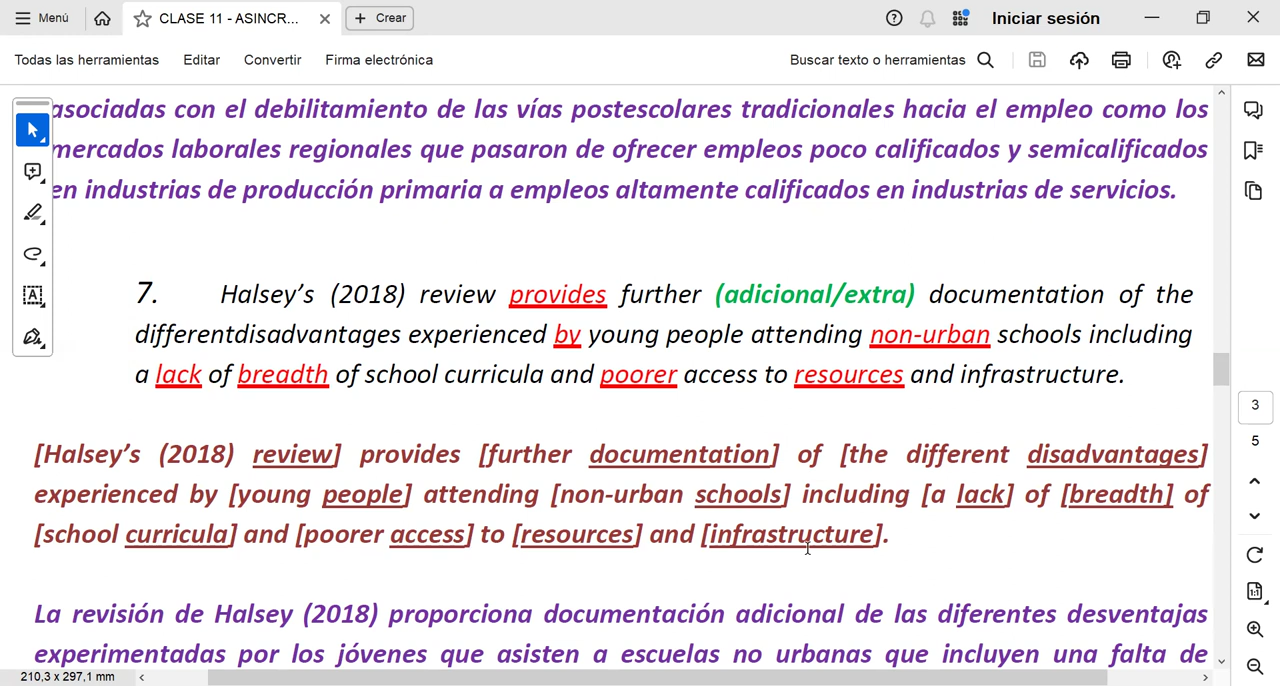 Menú
CLASE 11 - ASINCR...
Crear
Iniciar sesión
Todas las herramientas Editar Convertir Firma electrónica Buscar texto o herramientas
asociadas con el debilitamiento de las vías postescolares tradicionales hacia el empleo como los
mercados laborales regionales que pasaron de ofrecer empleos poco calificados y semicalificados
en industrias de producción primaria a empleos altamente calificados en industrias de servicios.
7. Halsey's (2018) review provides further (adicional/extra) documentation of the
differentdisadvantages experienced by young people attending non-urban schools including
a lack of breadth of school curricula and poorer access to resources and infrastructure.
[Halsey's (2018) review] provides [further documentation] of [the different disadvantages]
experienced by [young people] attending [non-urban schools] including [a lack] of [breadth] of
[school curricula] and [poorer access] to [resources] and [infrastructure].
La revisión de Halsey (2018) proporciona documentación adicional de las diferentes desventajas
experimentadas por los jóvenes que asisten a escuelas no urbanas que incluyen una falta de
3
5
210,3 x 297,1 mm